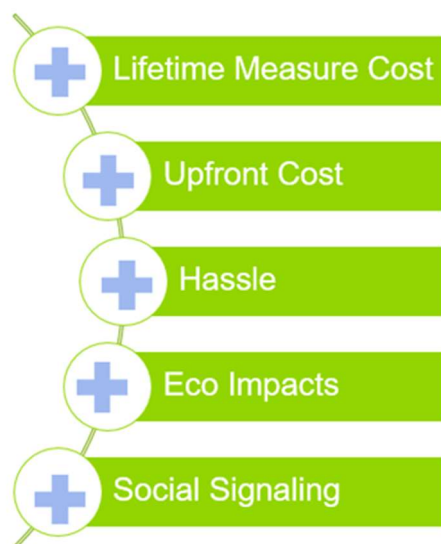 Lifetime Measure Cost
Upfront Cost
Hassle
Eco Impacts
Social Signaling